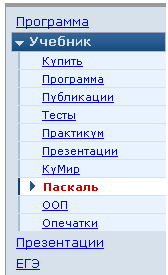 Программа
Учебник
Купить
Программа
Публикации
Тесты
Практикум
Презентации
КуМир
Паскаль
ООП
Опечатки
Презентации
ЕГЭ